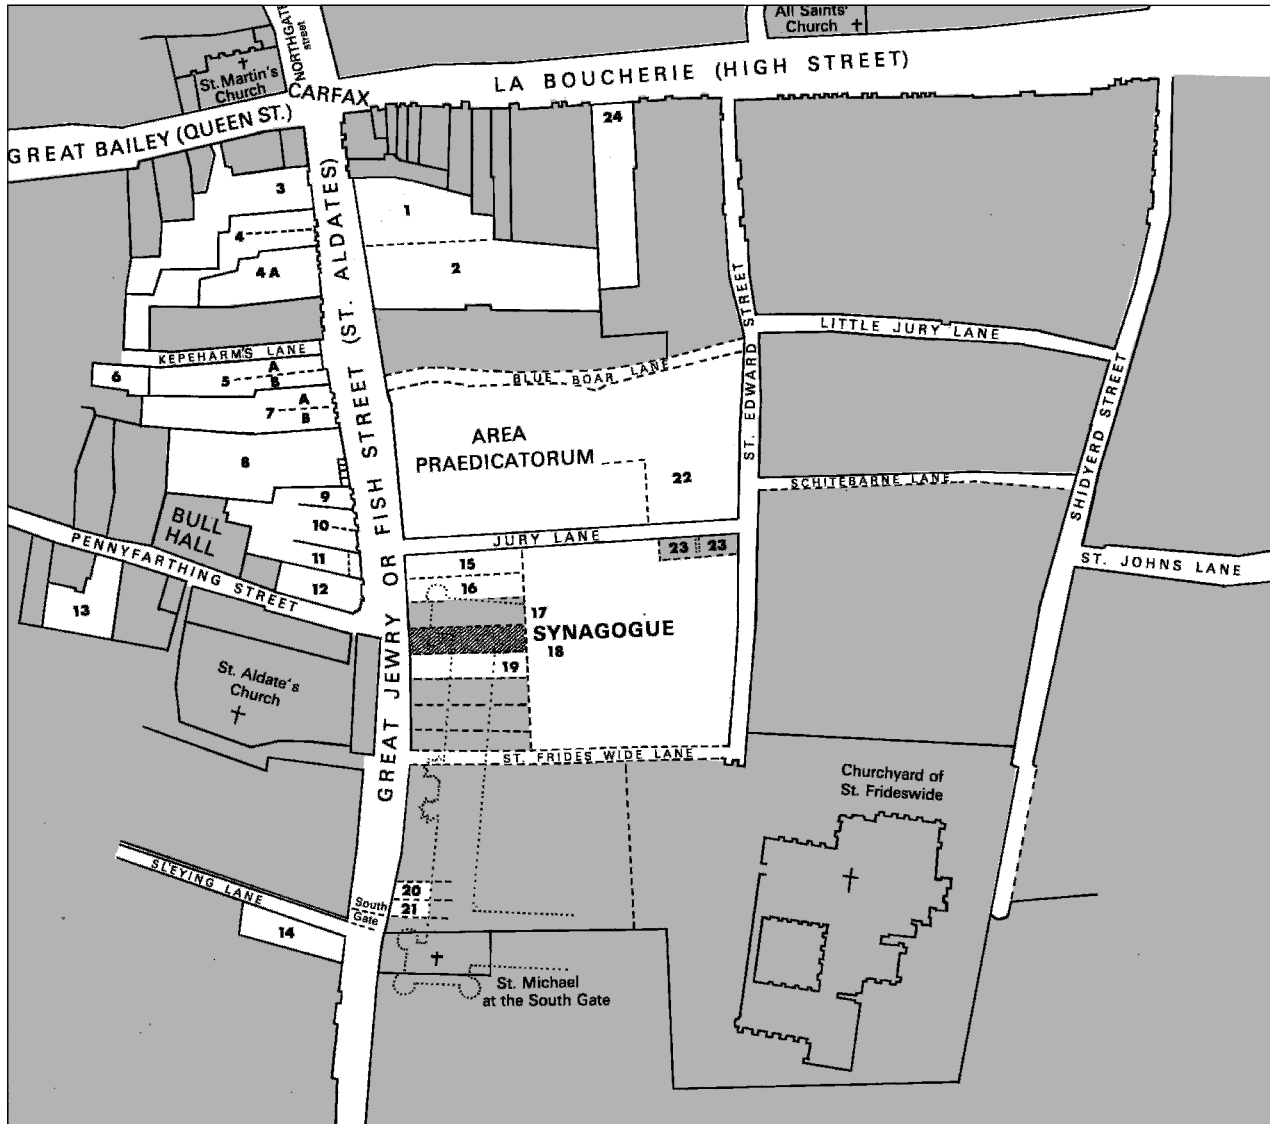 All Saints'
Church
NORTHGATE
street
St. Martin's
Church
CARFAX
LA BOUCHERIE (HIGH STREET)
GREAT BAILEY (QUEEN ST.)
24
3
1
4
4A
2
GREAT JEWRY OR FISH STREET (ST. ALDATES)
ST. EDWARD STREET
LITTLE JURY LANE
SHIDYERD STREET
KEPEHARM'S LANE
BLUE BOAR LANE
6
5
A
B
7
A
B
AREA
PRAEDICATORUM
8
22
SCHITEBARNE LANE
9
10
BULL
HALL
11
12
PENNYFARTHING STREET
JURY LANE
23
23
ST. JOHNS LANE
13
15
16
17
SYNAGOGUE
18
19
St. Aldate's
Church
ST. FRIDES WIDE LANE
Churchyard of
St. Frideswide
SLEYING LANE
20
21
South
Gate
14
St. Michael
at the South Gate